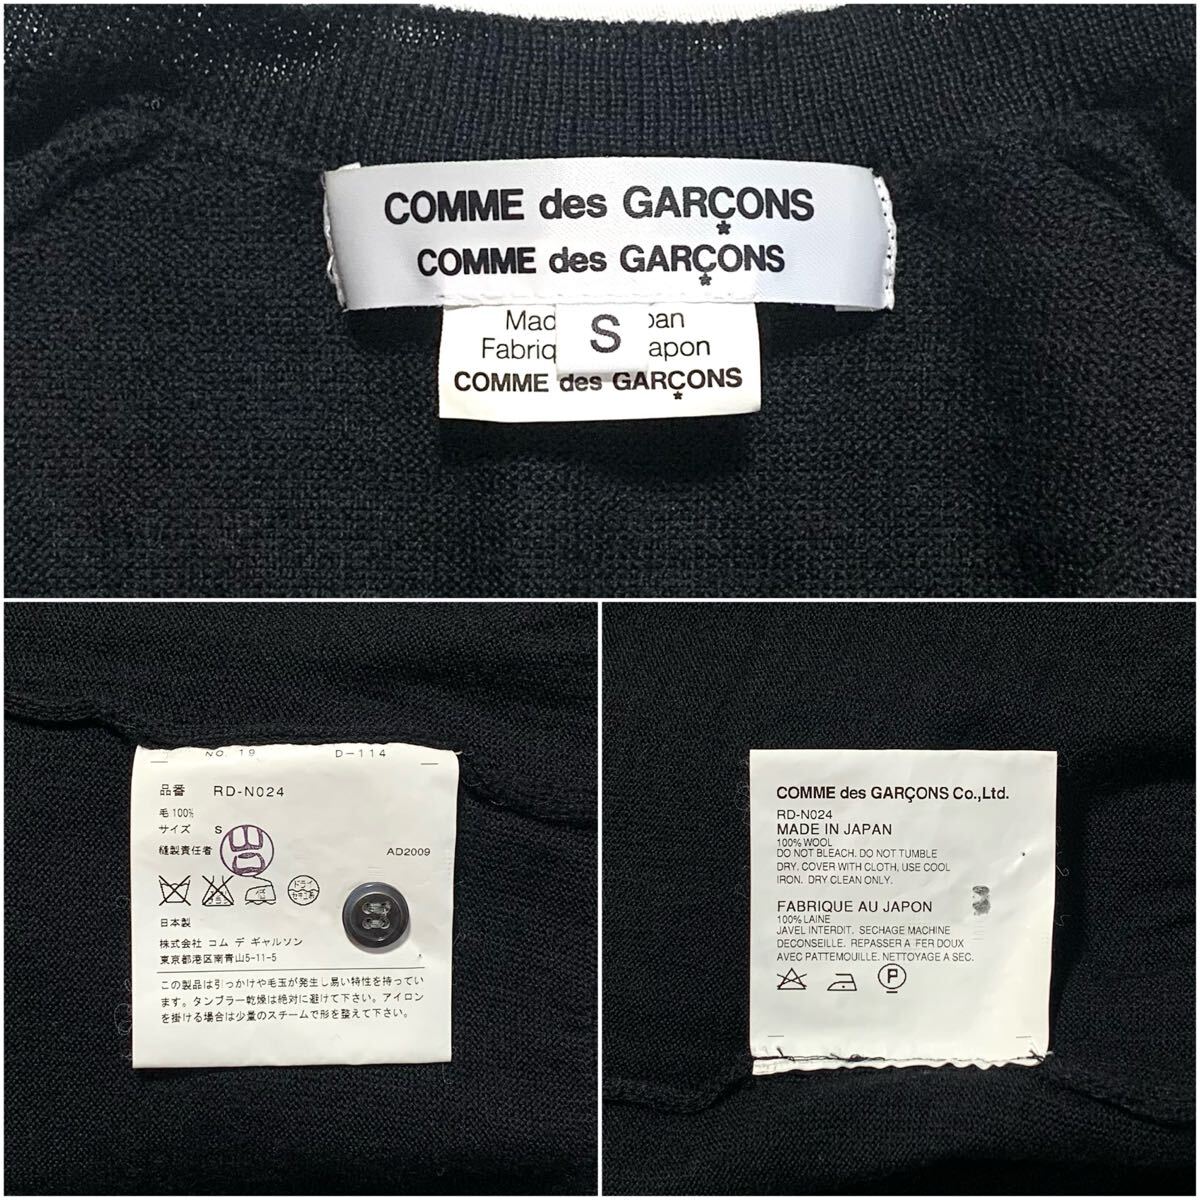 COMME des GARÇONS
COMME des GARÇONS
S
COMME des GARÇONS
NO. 19 D-114
品番 RD-N024
毛 100%
サイズ S
縫製責任者
AD2009
ドライ
セキユ系
日本製
株式会社 コム デ ギャルソン
東京都港区南青山5-11-5
この製品は引っかけや毛玉が発生し易い特性を持ってい
ます。タンブラー乾燥は絶対に避けて下さい。アイロン
を掛ける場合は少量のスチームで形を整えて下さい。
COMME des GARÇONS Co.,Ltd.
RD-N024
MADE IN JAPAN
100% WOOL
DO NOT BLEACH. DO NOT TUMBLE
DRY. COVER WITH CLOTH, USE COOL
IRON. DRY CLEAN ONLY.
FABRIQUE AU JAPON
100% LAINE
JAVEL INTERDIT. SECHAGE MACHINE
DECONSEILLE. REPASSER A FER DOUX
AVEC PATTEMOUILLE. NETTOYAGE A SEC.
P